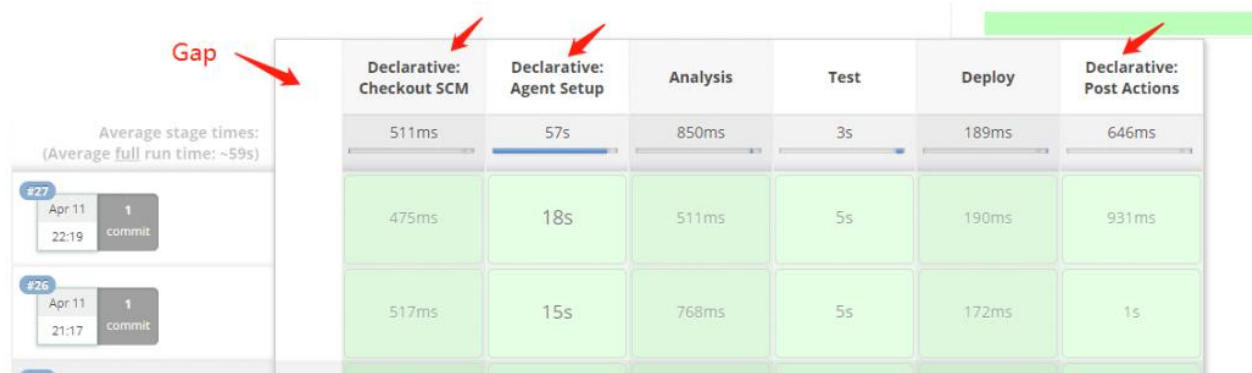 Gap
Declarative: Checkout SCM
Declarative: Agent Setup
Analysis
Test
Deploy
Declarative: Post Actions
Average stage times:
(Average full run time: ~59s)
511ms
57s
850ms
3s
189ms
646ms
#27
Apr 11
22:19
1
commit
475ms
18s
511ms
5s
190ms
931ms
#26
Apr 11
21:17
1
commit
517ms
15s
768ms
5s
172ms
1s